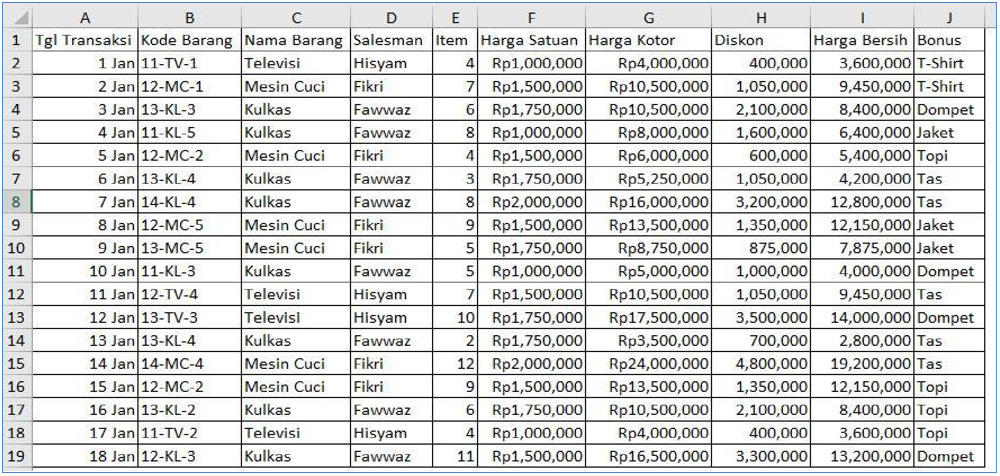 A B C D E F G H I J
1 Tgl Transaksi Kode Barang Nama Barang Salesman Item Harga Satuan Harga Kotor Diskon Harga Bersih Bonus
2 1 Jan 11-TV-1 Televisi Hisyam 4 Rp1,000,000 Rp4,000,000 400,000 3,600,000 T-Shirt
3 2 Jan 12-MC-1 Mesin Cuci Fikri 7 Rp1,500,000 Rp10,500,000 1,050,000 9,450,000 T-Shirt
4 3 Jan 13-KL-3 Kulkas Fawwaz 6 Rp1,750,000 Rp10,500,000 2,100,000 8,400,000 Dompet
5 4 Jan 11-KL-5 Kulkas Fawwaz 8 Rp1,000,000 Rp8,000,000 1,600,000 6,400,000 Jaket
6 5 Jan 12-MC-2 Mesin Cuci Fikri 4 Rp1,500,000 Rp6,000,000 600,000 5,400,000 Topi
7 6 Jan 13-KL-4 Kulkas Fawwaz 3 Rp1,750,000 Rp5,250,000 1,050,000 4,200,000 Tas
8 7 Jan 14-KL-4 Kulkas Fawwaz 8 Rp2,000,000 Rp16,000,000 3,200,000 12,800,000 Tas
9 8 Jan 12-MC-5 Mesin Cuci Fikri 9 Rp1,500,000 Rp13,500,000 1,350,000 12,150,000 Jaket
10 9 Jan 13-MC-5 Mesin Cuci Fikri 5 Rp1,750,000 Rp8,750,000 875,000 7,875,000 Jaket
11 10 Jan 11-KL-3 Kulkas Fawwaz 5 Rp1,000,000 Rp5,000,000 1,000,000 4,000,000 Dompet
12 11 Jan 12-TV-4 Televisi Hisyam 7 Rp1,500,000 Rp10,500,000 1,050,000 9,450,000 Tas
13 12 Jan 13-TV-3 Televisi Hisyam 10 Rp1,750,000 Rp17,500,000 3,500,000 14,000,000 Dompet
14 13 Jan 13-KL-4 Kulkas Fawwaz 2 Rp1,750,000 Rp3,500,000 700,000 2,800,000 Tas
15 14 Jan 14-MC-4 Mesin Cuci Fikri 12 Rp2,000,000 Rp24,000,000 4,800,000 19,200,000 Tas
16 15 Jan 12-MC-2 Mesin Cuci Fikri 9 Rp1,500,000 Rp13,500,000 1,350,000 12,150,000 Topi
17 16 Jan 13-KL-2 Kulkas Fawwaz 6 Rp1,750,000 Rp10,500,000 2,100,000 8,400,000 Topi
18 17 Jan 11-TV-2 Televisi Hisyam 4 Rp1,000,000 Rp4,000,000 400,000 3,600,000 Topi
19 18 Jan 12-KL-3 Kulkas Fawwaz 11 Rp1,500,000 Rp16,500,000 3,300,000 13,200,000 Dompet